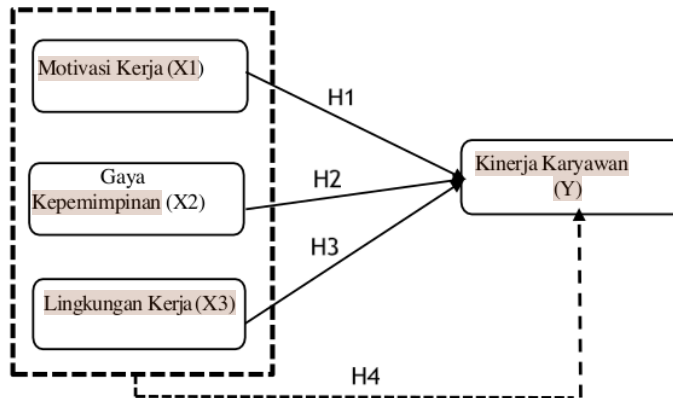 Motivasi Kerja (X1)
H1
Gaya
Kepemimpinan (X2)
H2
Kinerja Karyawan
(Y)
H3
Lingkungan Kerja (X3)
H4